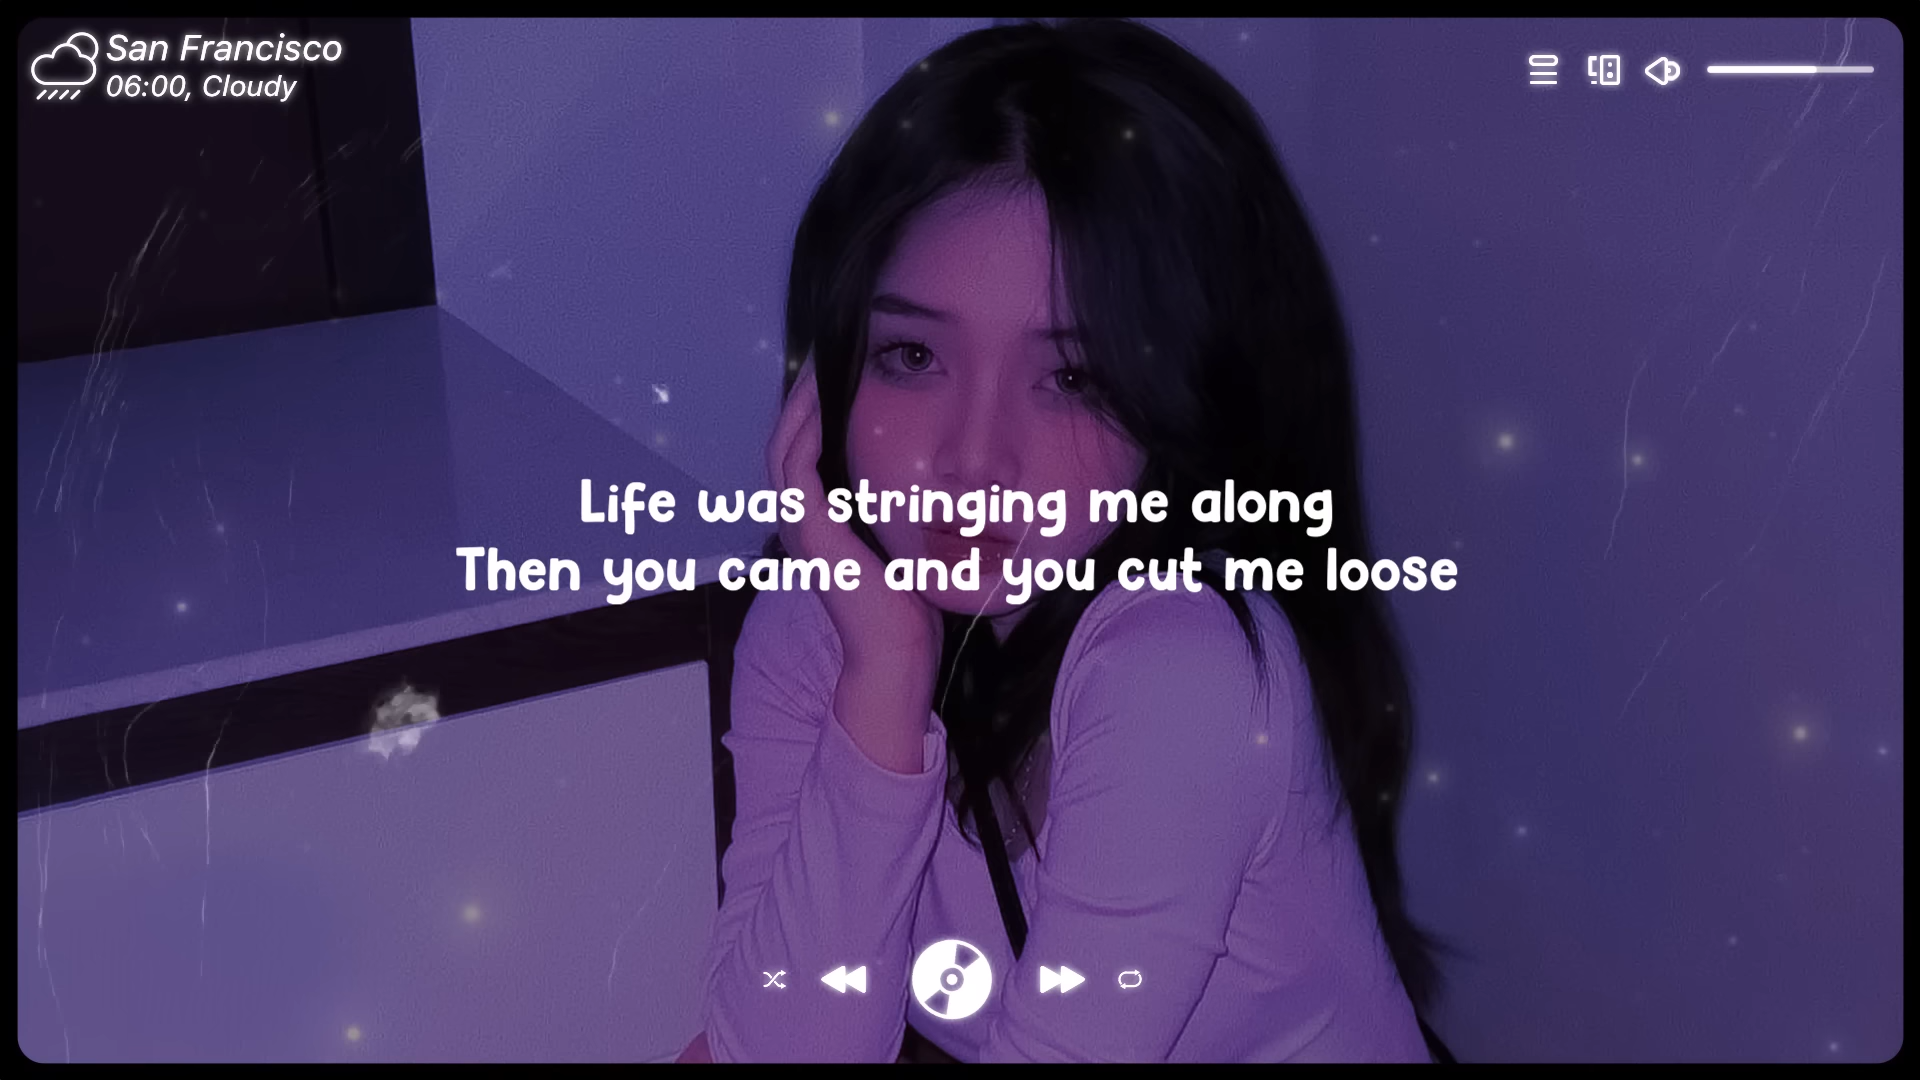 San Francisco
06:00, Cloudy
Life was stringing me along
Then you came and you cut me loose